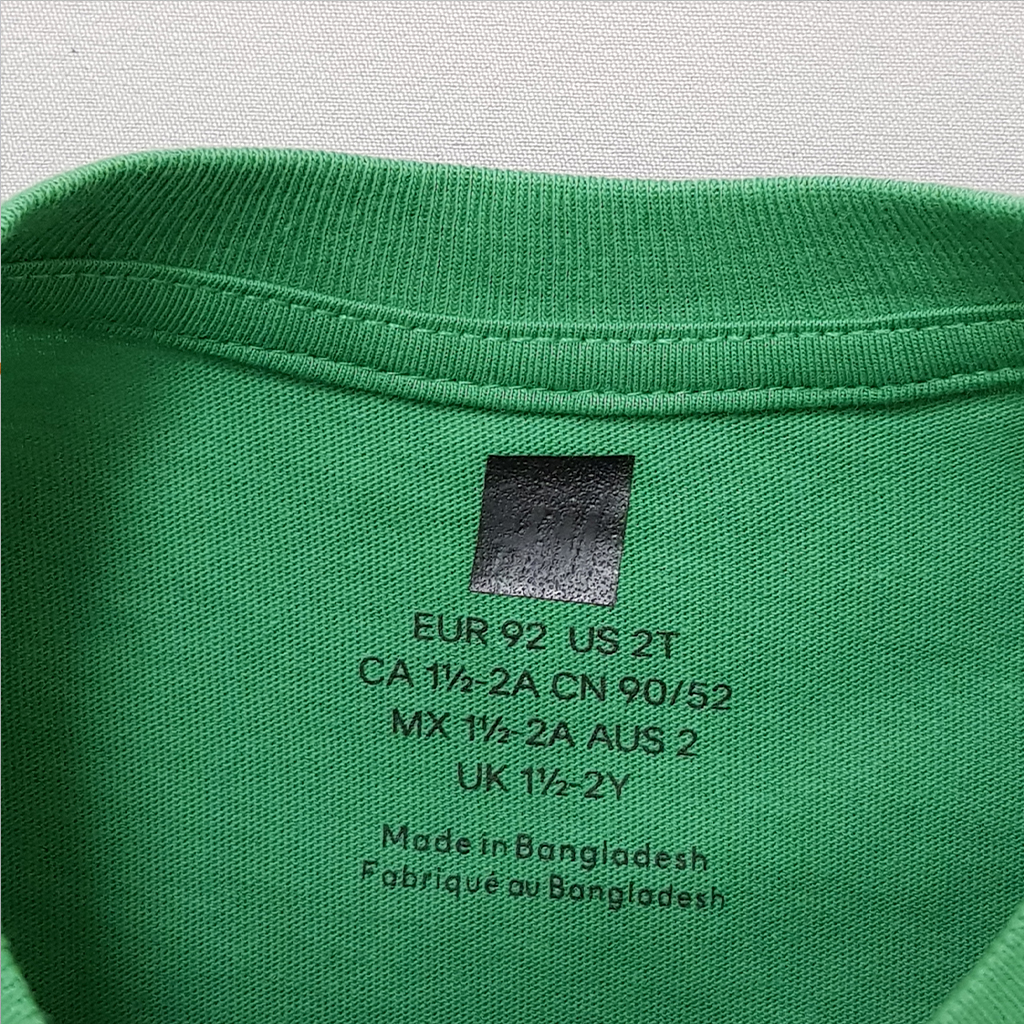 EUR 92 US 2T
CA 1½-2A CN 90/52
MX 1½-2A AUS 2
UK 1½-2Y
Made in Bangladesh
Fabriqué au Bangladesh